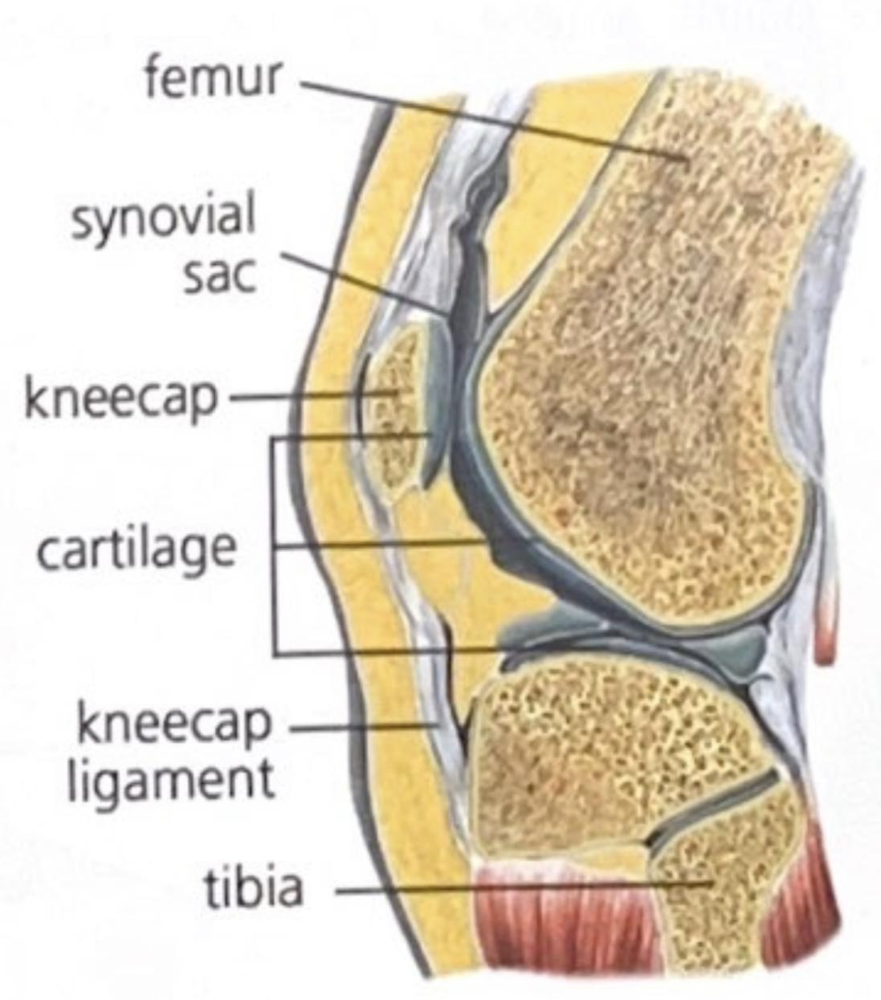 femur
synovial
sac
kneecap
cartilage
kneecap
ligament
tibia